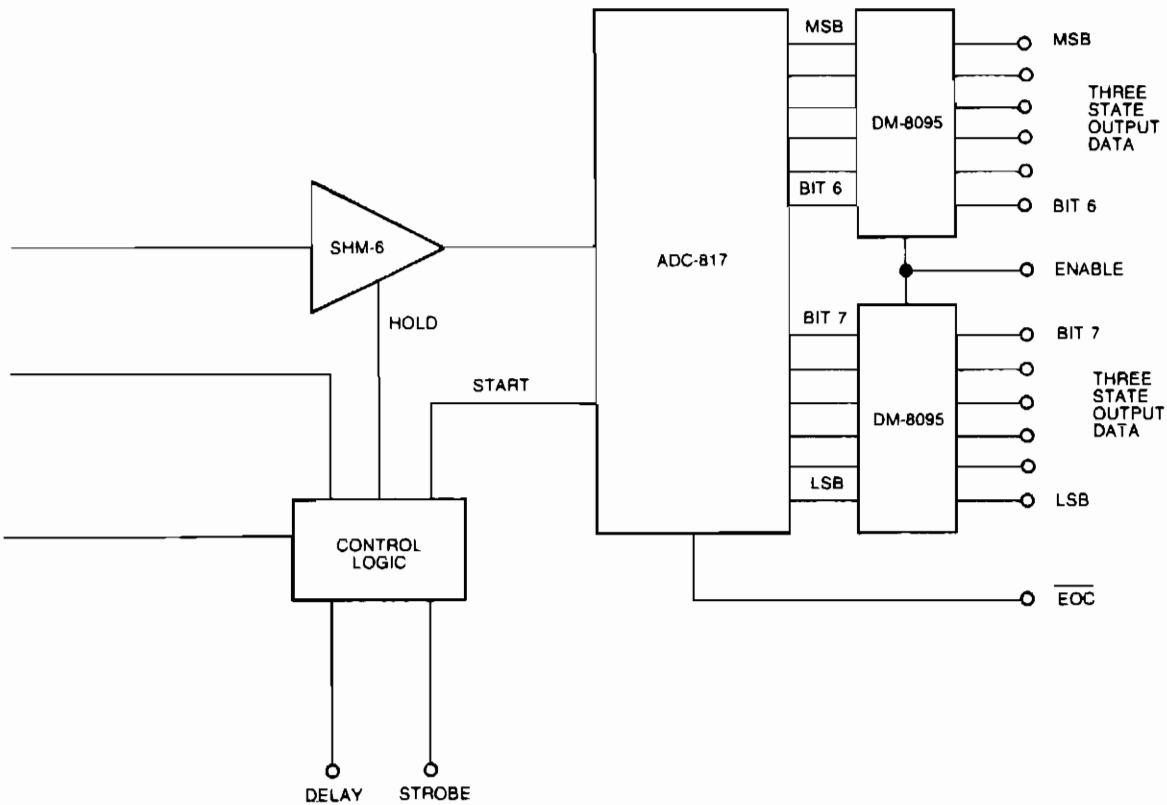 MSB
MSB
THREE
STATE
OUTPUT
DATA
DM-8095
BIT 6
BIT 6
SHM-6
ADC-817
ENABLE
HOLD
BIT 7
BIT 7
START
THREE
STATE
OUTPUT
DATA
DM-8095
LSB
LSB
CONTROL
LOGIC
EOC
DELAY
STROBE